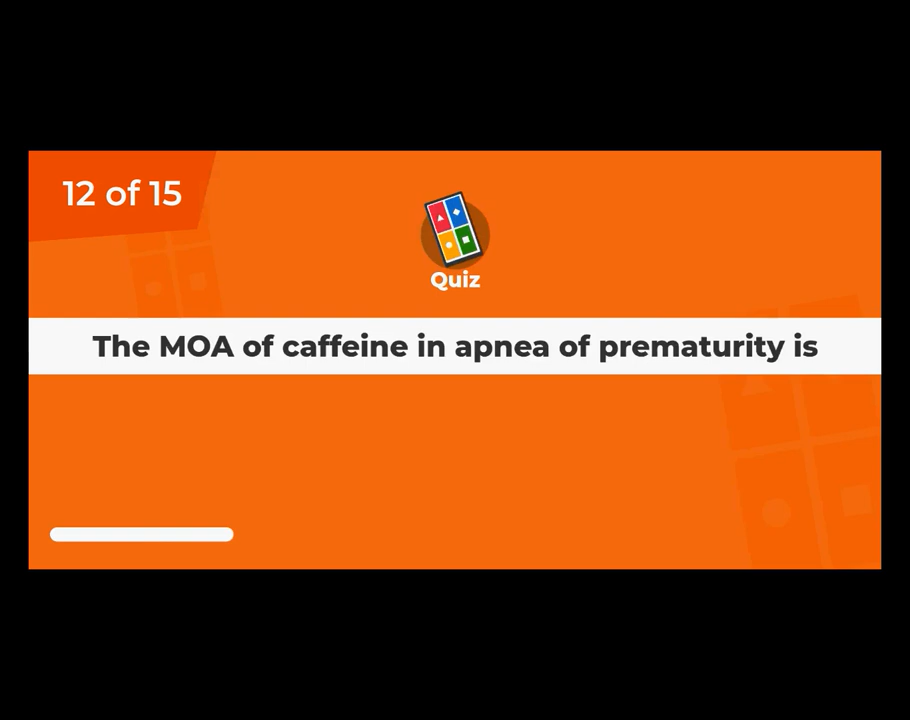 12 of 15
Quiz
The MOA of caffeine in apnea of prematurity is